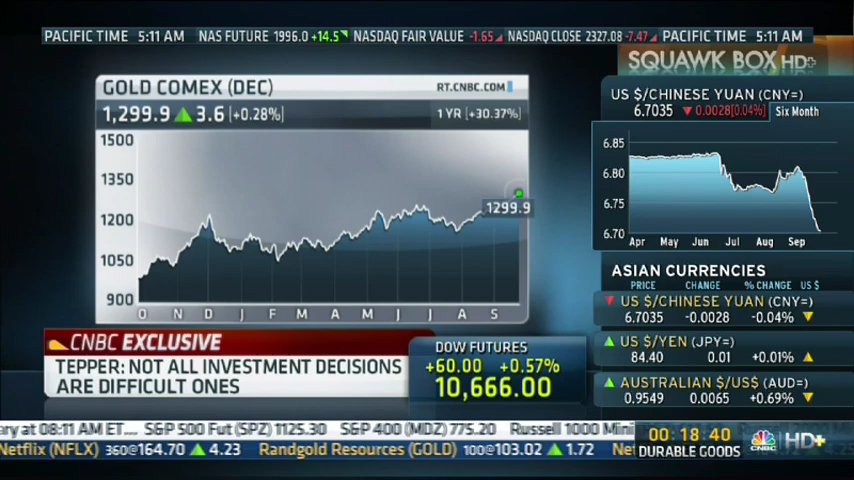 PACIFIC TIME 5:11 AM NAS FUTURE 1996.0 +14.5 NASDAQ FAIR VALUE -1.65 NASDAQ CLOSE 2327.08 -7.47 PACIFIC TIME 5:11 AM
SQUAWK BOX HD+
GOLD COMEX (DEC)
RT.CNBC.COM
1,299.9 ▲ 3.6 [+0.28%]
1 YR [+30.37%]
1500
1350
1200
1050
900
1299.9
O N D J F M A M J J A S
US $/CHINESE YUAN (CNY=)
6.7035 ▼ 0.0028[0.04%]
Six Month
6.85
6.80
6.75
6.70
Apr May Jun Jul Aug Sep
ASIAN CURRENCIES
PRICE CHANGE % CHANGE US $
▼ US $/CHINESE YUAN (CNY=)
6.7035 -0.0028 -0.04% ▼
▲ US $/YEN (JPY=)
84.40 0.01 +0.01% ▲
▲ AUSTRALIAN $/US$ (AUD=)
0.9549 0.0065 +0.69% ▼
CNBC EXCLUSIVE
TEPPER: NOT ALL INVESTMENT DECISIONS
ARE DIFFICULT ONES
DOW FUTURES
+60.00 +0.57%
10,666.00
ary at 08:11 AM ET.... S&P 500 Fut (SPZ) 1125.30 S&P 400 (MDZ) 775.20 Russell 1000 Mini
Netflix (NFLX) 360@164.70 ▲ 4.23 Randgold Resources (GOLD) 100@103.02 ▲ 1.72 Net
00:18:40
DURABLE GOODS
CNBC HD+